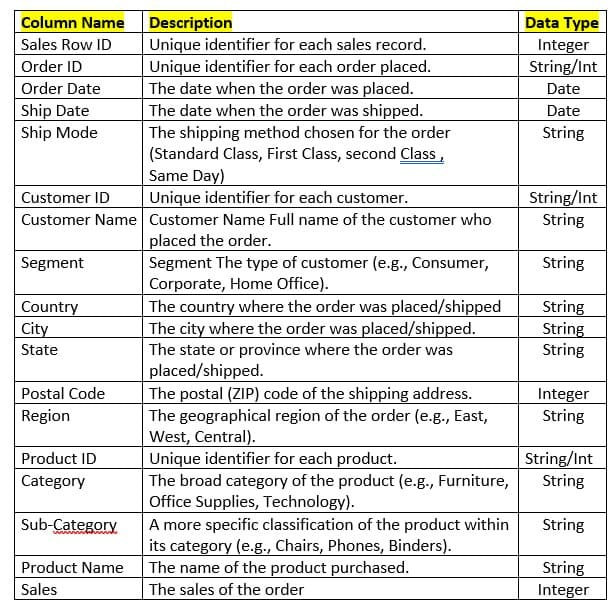 Column Name Description Data Type
Sales Row ID Unique identifier for each sales record. Integer
Order ID Unique identifier for each order placed. String/Int
Order Date The date when the order was placed. Date
Ship Date The date when the order was shipped. Date
Ship Mode The shipping method chosen for the order String
(Standard Class, First Class, second Class ,
Same Day)
Customer ID Unique identifier for each customer. String/Int
Customer Name Customer Name Full name of the customer who String
placed the order.
Segment Segment The type of customer (e.g., Consumer, String
Corporate, Home Office).
Country The country where the order was placed/shipped String
City The city where the order was placed/shipped. String
State The state or province where the order was String
placed/shipped.
Postal Code The postal (ZIP) code of the shipping address. Integer
Region The geographical region of the order (e.g., East, String
West, Central).
Product ID Unique identifier for each product. String/Int
Category The broad category of the product (e.g., Furniture, String
Office Supplies, Technology).
Sub-Category A more specific classification of the product within String
its category (e.g., Chairs, Phones, Binders).
Product Name The name of the product purchased. String
Sales The sales of the order Integer